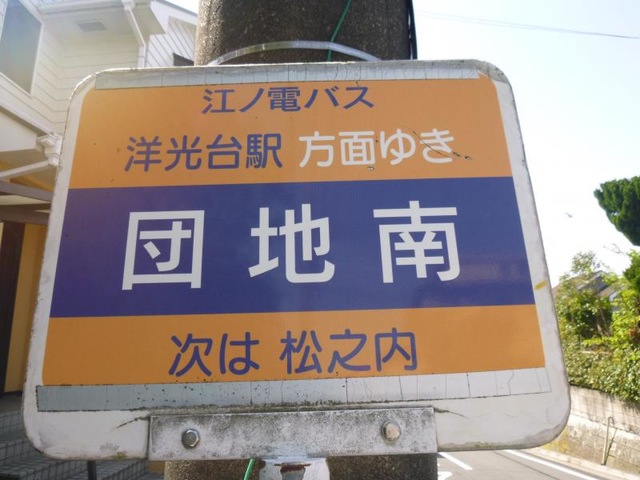 江ノ電バス
洋光台駅 方面ゆき
団地南
次は 松之内